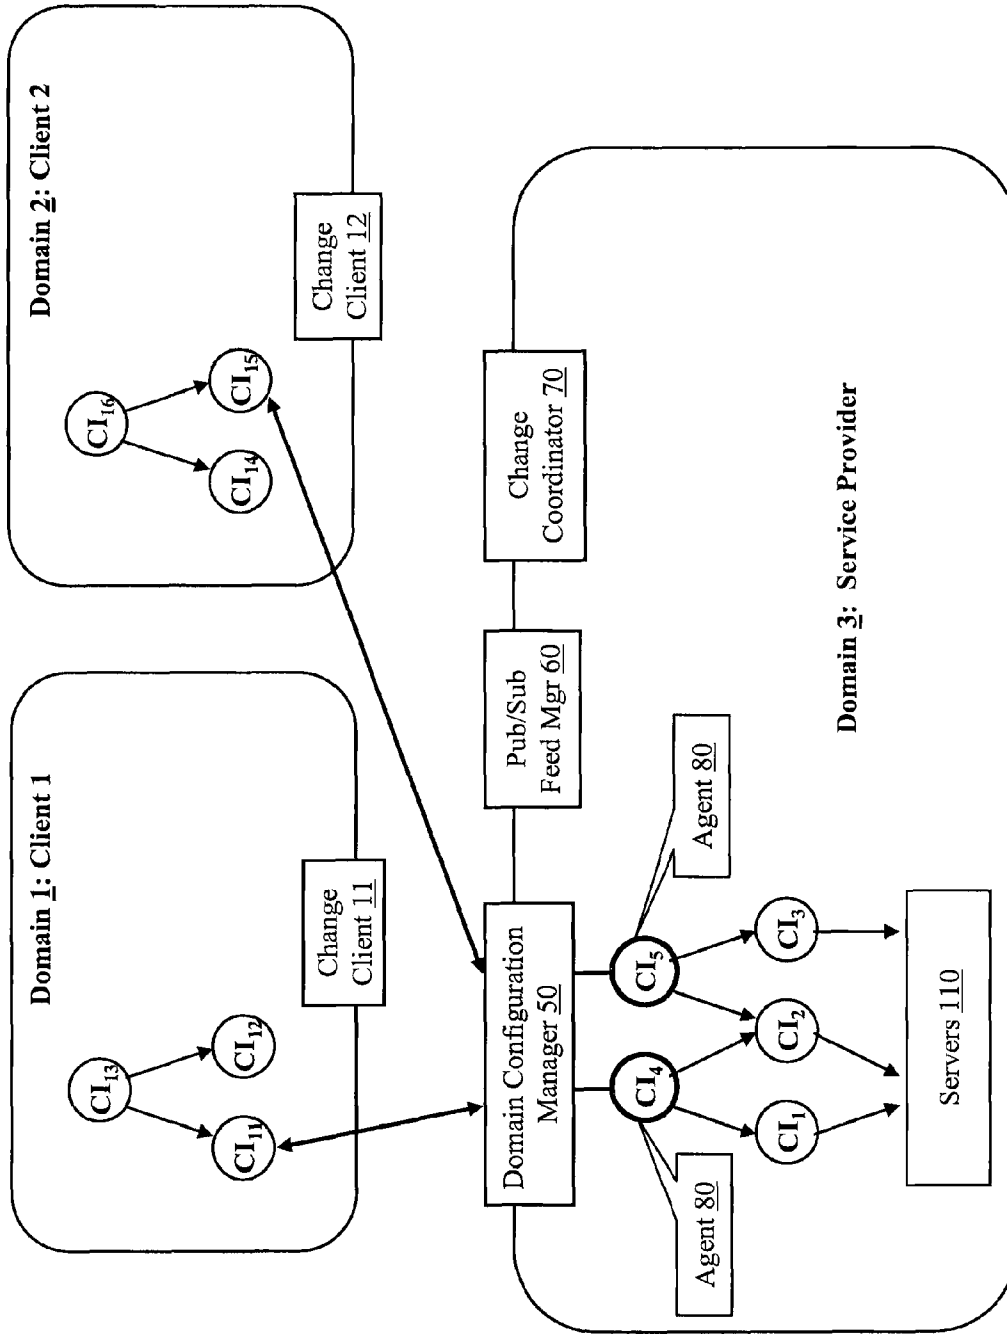 Domain 1: Client 1
CI13
CI11
CI12
Change
Client 11
Domain 2: Client 2
CI16
CI14
CI15
Change
Client 12
Domain Configuration
Manager 50
Pub/Sub
Feed Mgr 60
Change
Coordinator 70
Agent 80
CI4
CI5
Agent 80
CI1
CI2
CI3
Servers 110
Domain 3: Service Provider